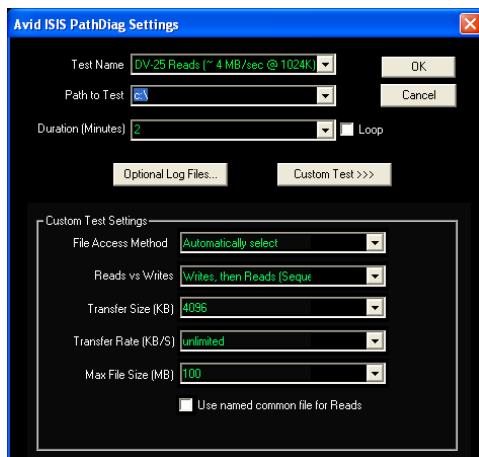 Avid ISIS PathDiag Settings
Test Name DV-25 Reads (~ 4 MB/sec @ 1024K) OK
Path to Test c:\ Cancel
Duration (Minutes) 2 Loop
Optional Log Files... Custom Test >>>
Custom Test Settings
File Access Method Automatically select
Reads vs Writes Writes, then Reads (Seque
Transfer Size (KB) 4096
Transfer Rate (KB/S) unlimited
Max File Size (MB) 100
Use named common file for Reads